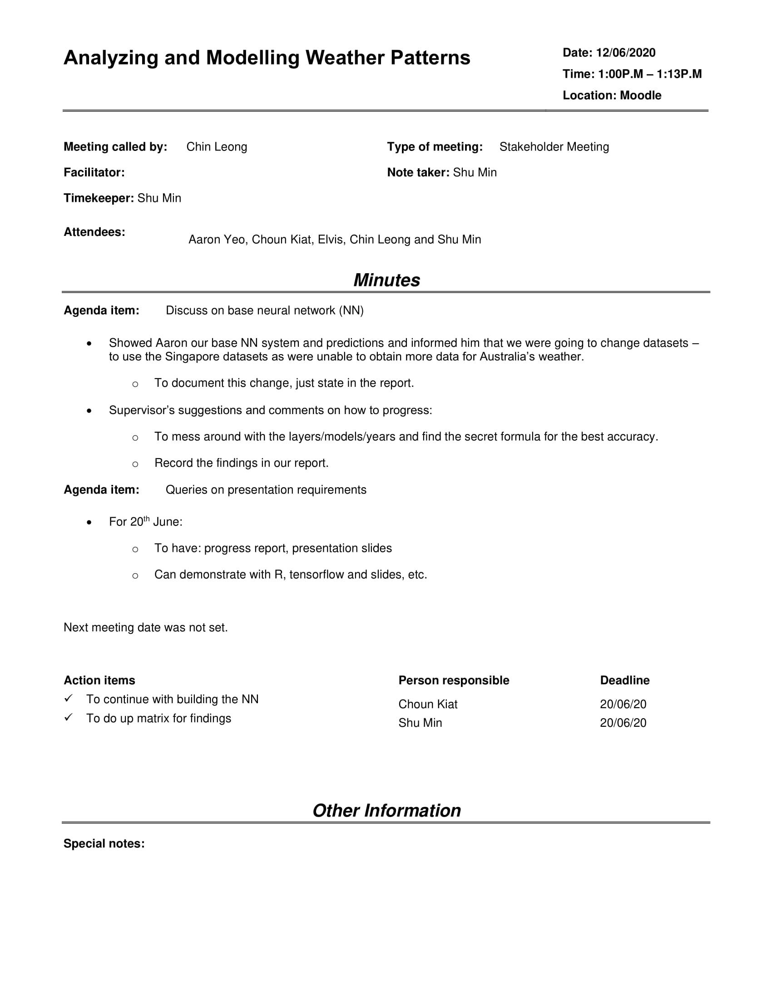 Analyzing and Modelling Weather Patterns
Date: 12/06/2020
Time: 1:00P.M – 1:13P.M
Location: Moodle
Meeting called by: Chin Leong
Type of meeting: Stakeholder Meeting
Facilitator:
Note taker: Shu Min
Timekeeper: Shu Min
Attendees:
Aaron Yeo, Choun Kiat, Elvis, Chin Leong and Shu Min
Minutes
Agenda item: Discuss on base neural network (NN)
• Showed Aaron our base NN system and predictions and informed him that we were going to change datasets –
to use the Singapore datasets as were unable to obtain more data for Australia’s weather.
o To document this change, just state in the report.
• Supervisor’s suggestions and comments on how to progress:
o To mess around with the layers/models/years and find the secret formula for the best accuracy.
o Record the findings in our report.
Agenda item: Queries on presentation requirements
• For 20th June:
o To have: progress report, presentation slides
o Can demonstrate with R, tensorflow and slides, etc.
Next meeting date was not set.
Action items Person responsible Deadline
✓ To continue with building the NN Choun Kiat 20/06/20
✓ To do up matrix for findings Shu Min 20/06/20
Other Information
Special notes: